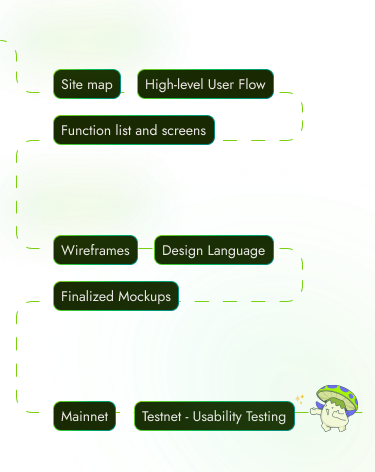 Site map
High-level User Flow
Function list and screens
Wireframes
Design Language
Finalized Mockups
Mainnet
Testnet - Usability Testing